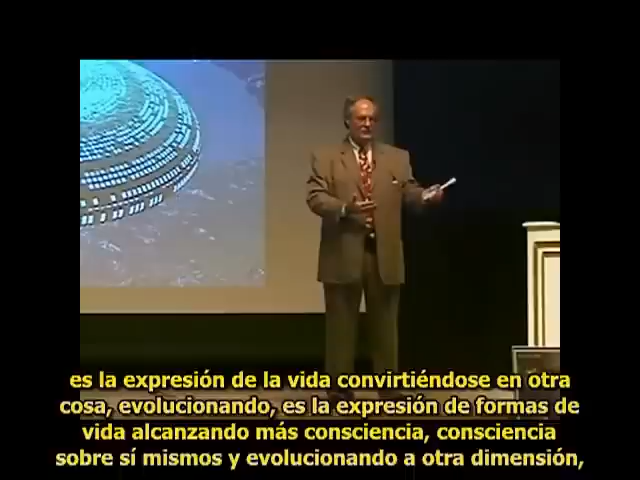 es la expresión de la vida convirtiéndose en otra
cosa, evolucionando, es la expresión de formas de
vida alcanzando más consciencia, consciencia
sobre sí mismos y evolucionando a otra dimensión,